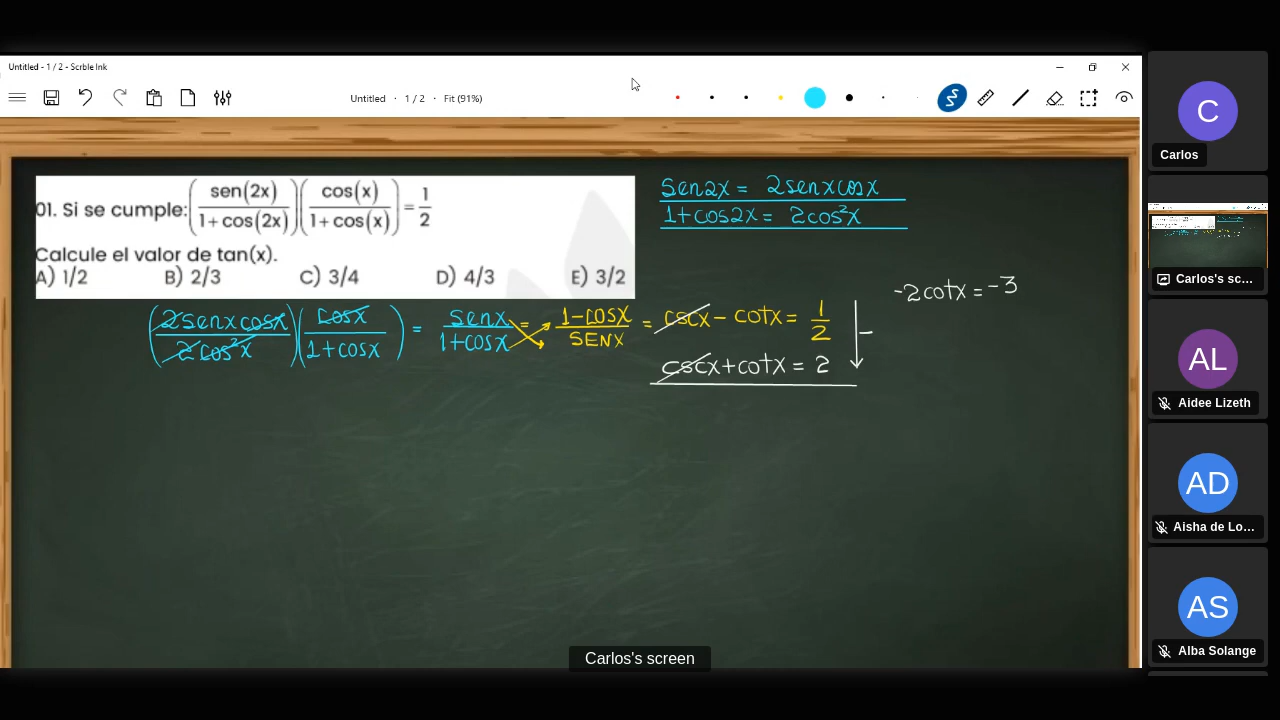 Untitled - 1 / 2 - Scrble Ink
Untitled · 1 / 2 · Fit (91%)
01. Si se cumple: (sen(2x)/(1+cos(2x)))(cos(x)/(1+cos(x))) = 1/2
Calcule el valor de tan(x).
A) 1/2 B) 2/3 C) 3/4 D) 4/3 E) 3/2
Sen2x = 2senxcosx
1+cos2x = 2cos²x
(2senxcosx/2cos²x)(cosx/(1+cosx)) = senx/(1+cosx) = (1-cosx)/SENX = cscx - cotx = 1/2
cscx+cotx = 2
-
-2cotx = -3
Carlos's screen
C
Carlos
Carlos's sc...
AL
Aidee Lizeth
AD
Aisha de Lo...
AS
Alba Solange